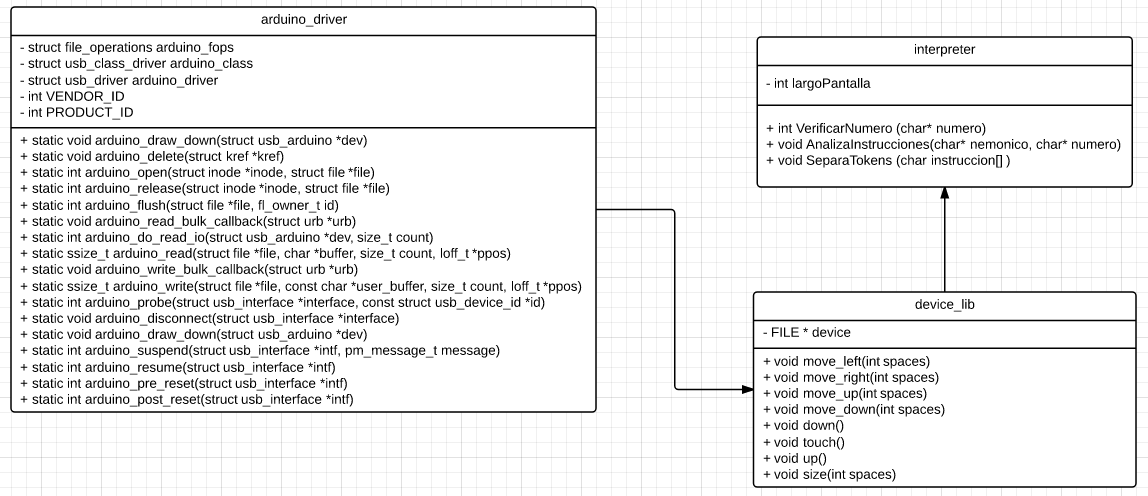 arduino_driver
- struct file_operations arduino_fops
- struct usb_class_driver arduino_class
- struct usb_driver arduino_driver
- int VENDOR_ID
- int PRODUCT_ID
+ static void arduino_draw_down(struct usb_arduino *dev)
+ static void arduino_delete(struct kref *kref)
+ static int arduino_open(struct inode *inode, struct file *file)
+ static int arduino_release(struct inode *inode, struct file *file)
+ static int arduino_flush(struct file *file, fl_owner_t id)
+ static void arduino_read_bulk_callback(struct urb *urb)
+ static int arduino_do_read_io(struct usb_arduino *dev, size_t count)
+ static ssize_t arduino_read(struct file *file, char *buffer, size_t count, loff_t *ppos)
+ static void arduino_write_bulk_callback(struct urb *urb)
+ static ssize_t arduino_write(struct file *file, const char *user_buffer, size_t count, loff_t *ppos)
+ static int arduino_probe(struct usb_interface *interface, const struct usb_device_id *id)
+ static void arduino_disconnect(struct usb_interface *interface)
+ static void arduino_draw_down(struct usb_arduino *dev)
+ static int arduino_suspend(struct usb_interface *intf, pm_message_t message)
+ static int arduino_resume(struct usb_interface *intf)
+ static int arduino_pre_reset(struct usb_interface *intf)
+ static int arduino_post_reset(struct usb_interface *intf)
interpreter
- int largoPantalla
+ int VerificarNumero (char* numero)
+ void AnalizaInstrucciones(char* nemonico, char* numero)
+ void SeparaTokens (char instruccion[] )
device_lib
- FILE * device
+ void move_left(int spaces)
+ void move_right(int spaces)
+ void move_up(int spaces)
+ void move_down(int spaces)
+ void down()
+ void touch()
+ void up()
+ void size(int spaces)